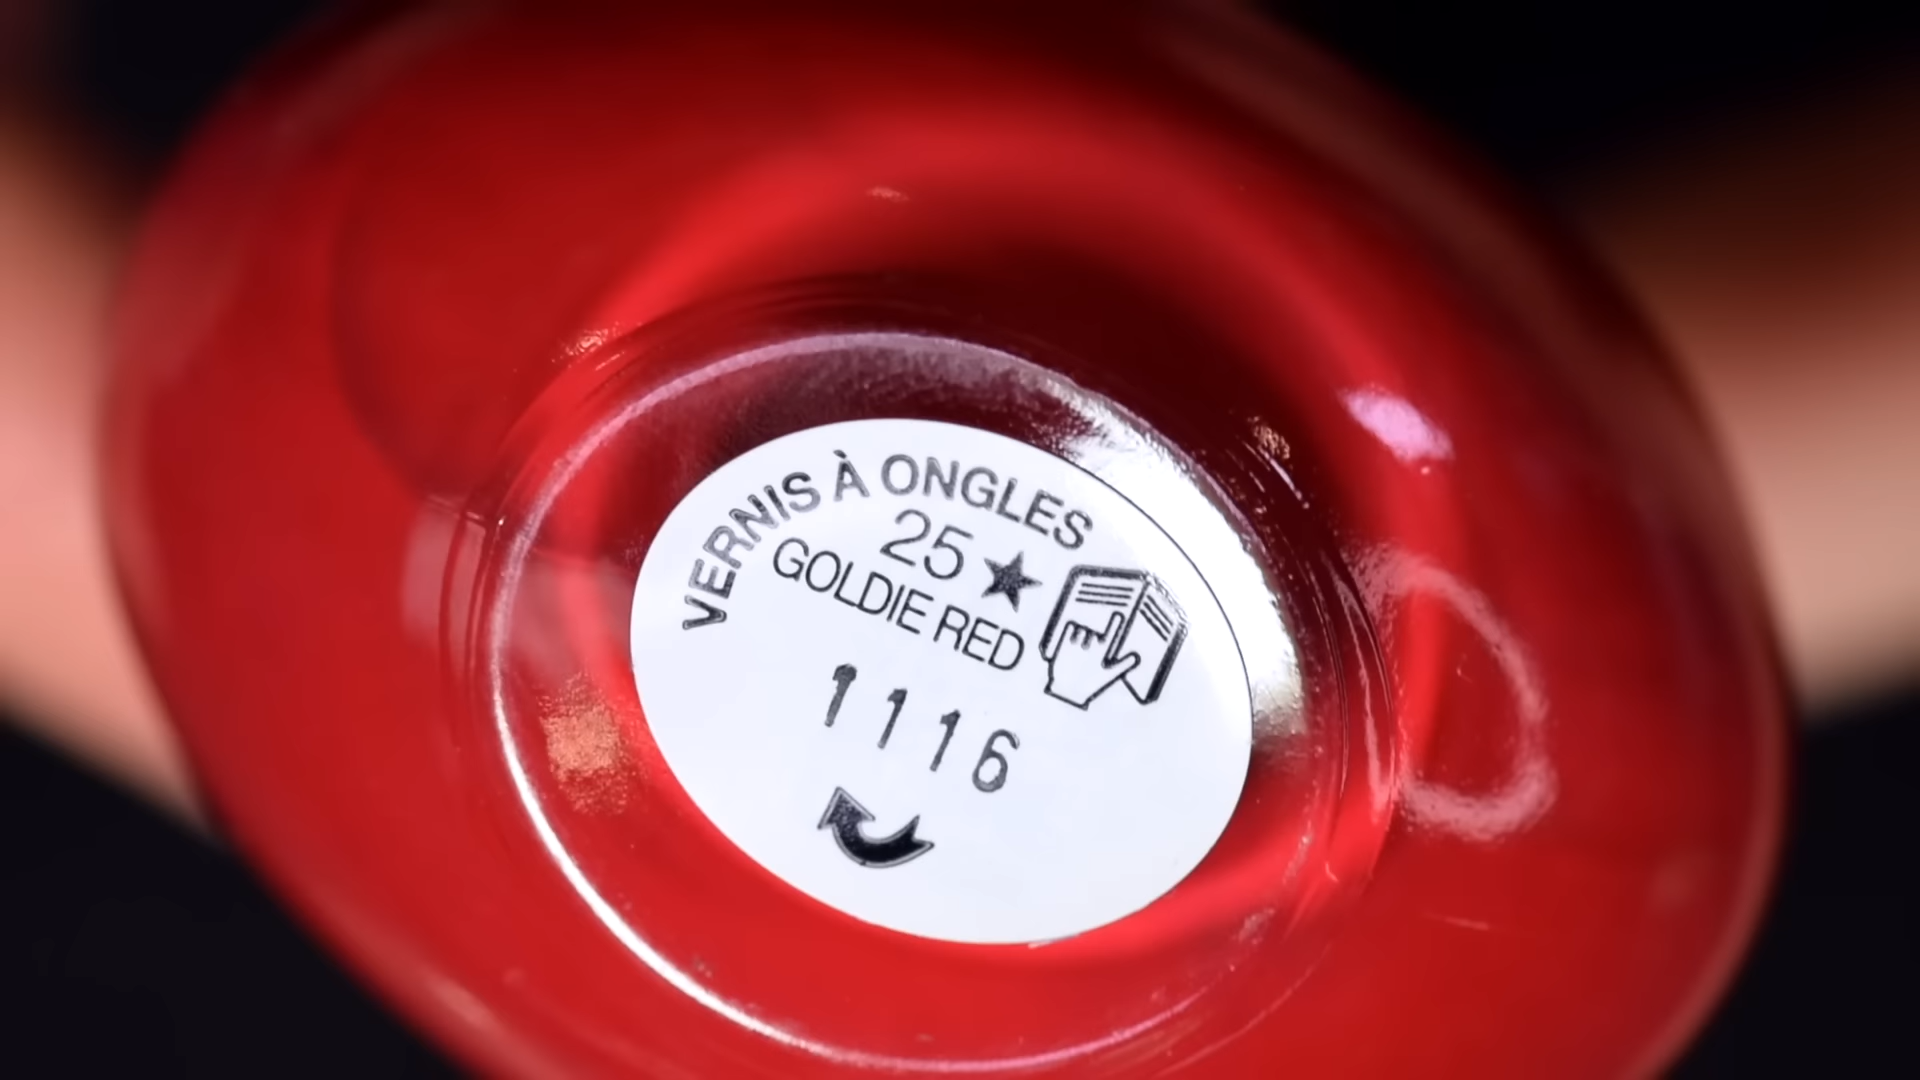 VERNIS À ONGLES
25★
GOLDIE RED
1116